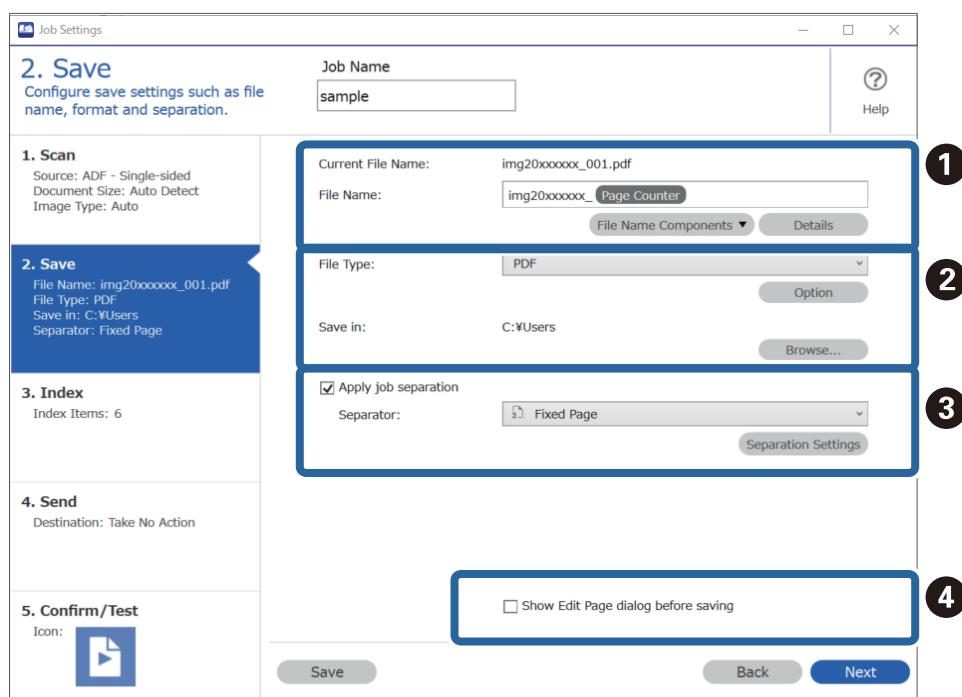 Job Settings
2. Save
Configure save settings such as file
name, format and separation.
Job Name
sample
?
Help
1. Scan
Source: ADF - Single-sided
Document Size: Auto Detect
Image Type: Auto
2. Save
File Name: img20xxxxxx_001.pdf
File Type: PDF
Save in: C:¥Users
Separator: Fixed Page
3. Index
Index Items: 6
4. Send
Destination: Take No Action
5. Confirm/Test
Icon:
1
Current File Name: img20xxxxxx_001.pdf
File Name: img20xxxxxx_ Page Counter
File Name Components ▼ Details
2
File Type: PDF
Option
Save in: C:¥Users
Browse...
3
Apply job separation
Separator: 3 Fixed Page
Separation Settings
4
Show Edit Page dialog before saving
Save Back Next